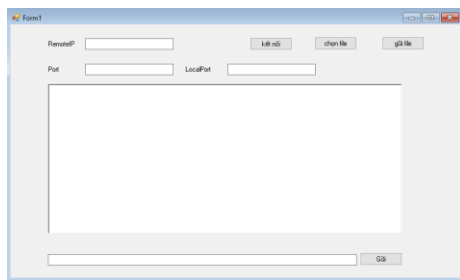 Form1
RemoteIP kết nối chọn file gửi file
Port LocalPort
Gửi